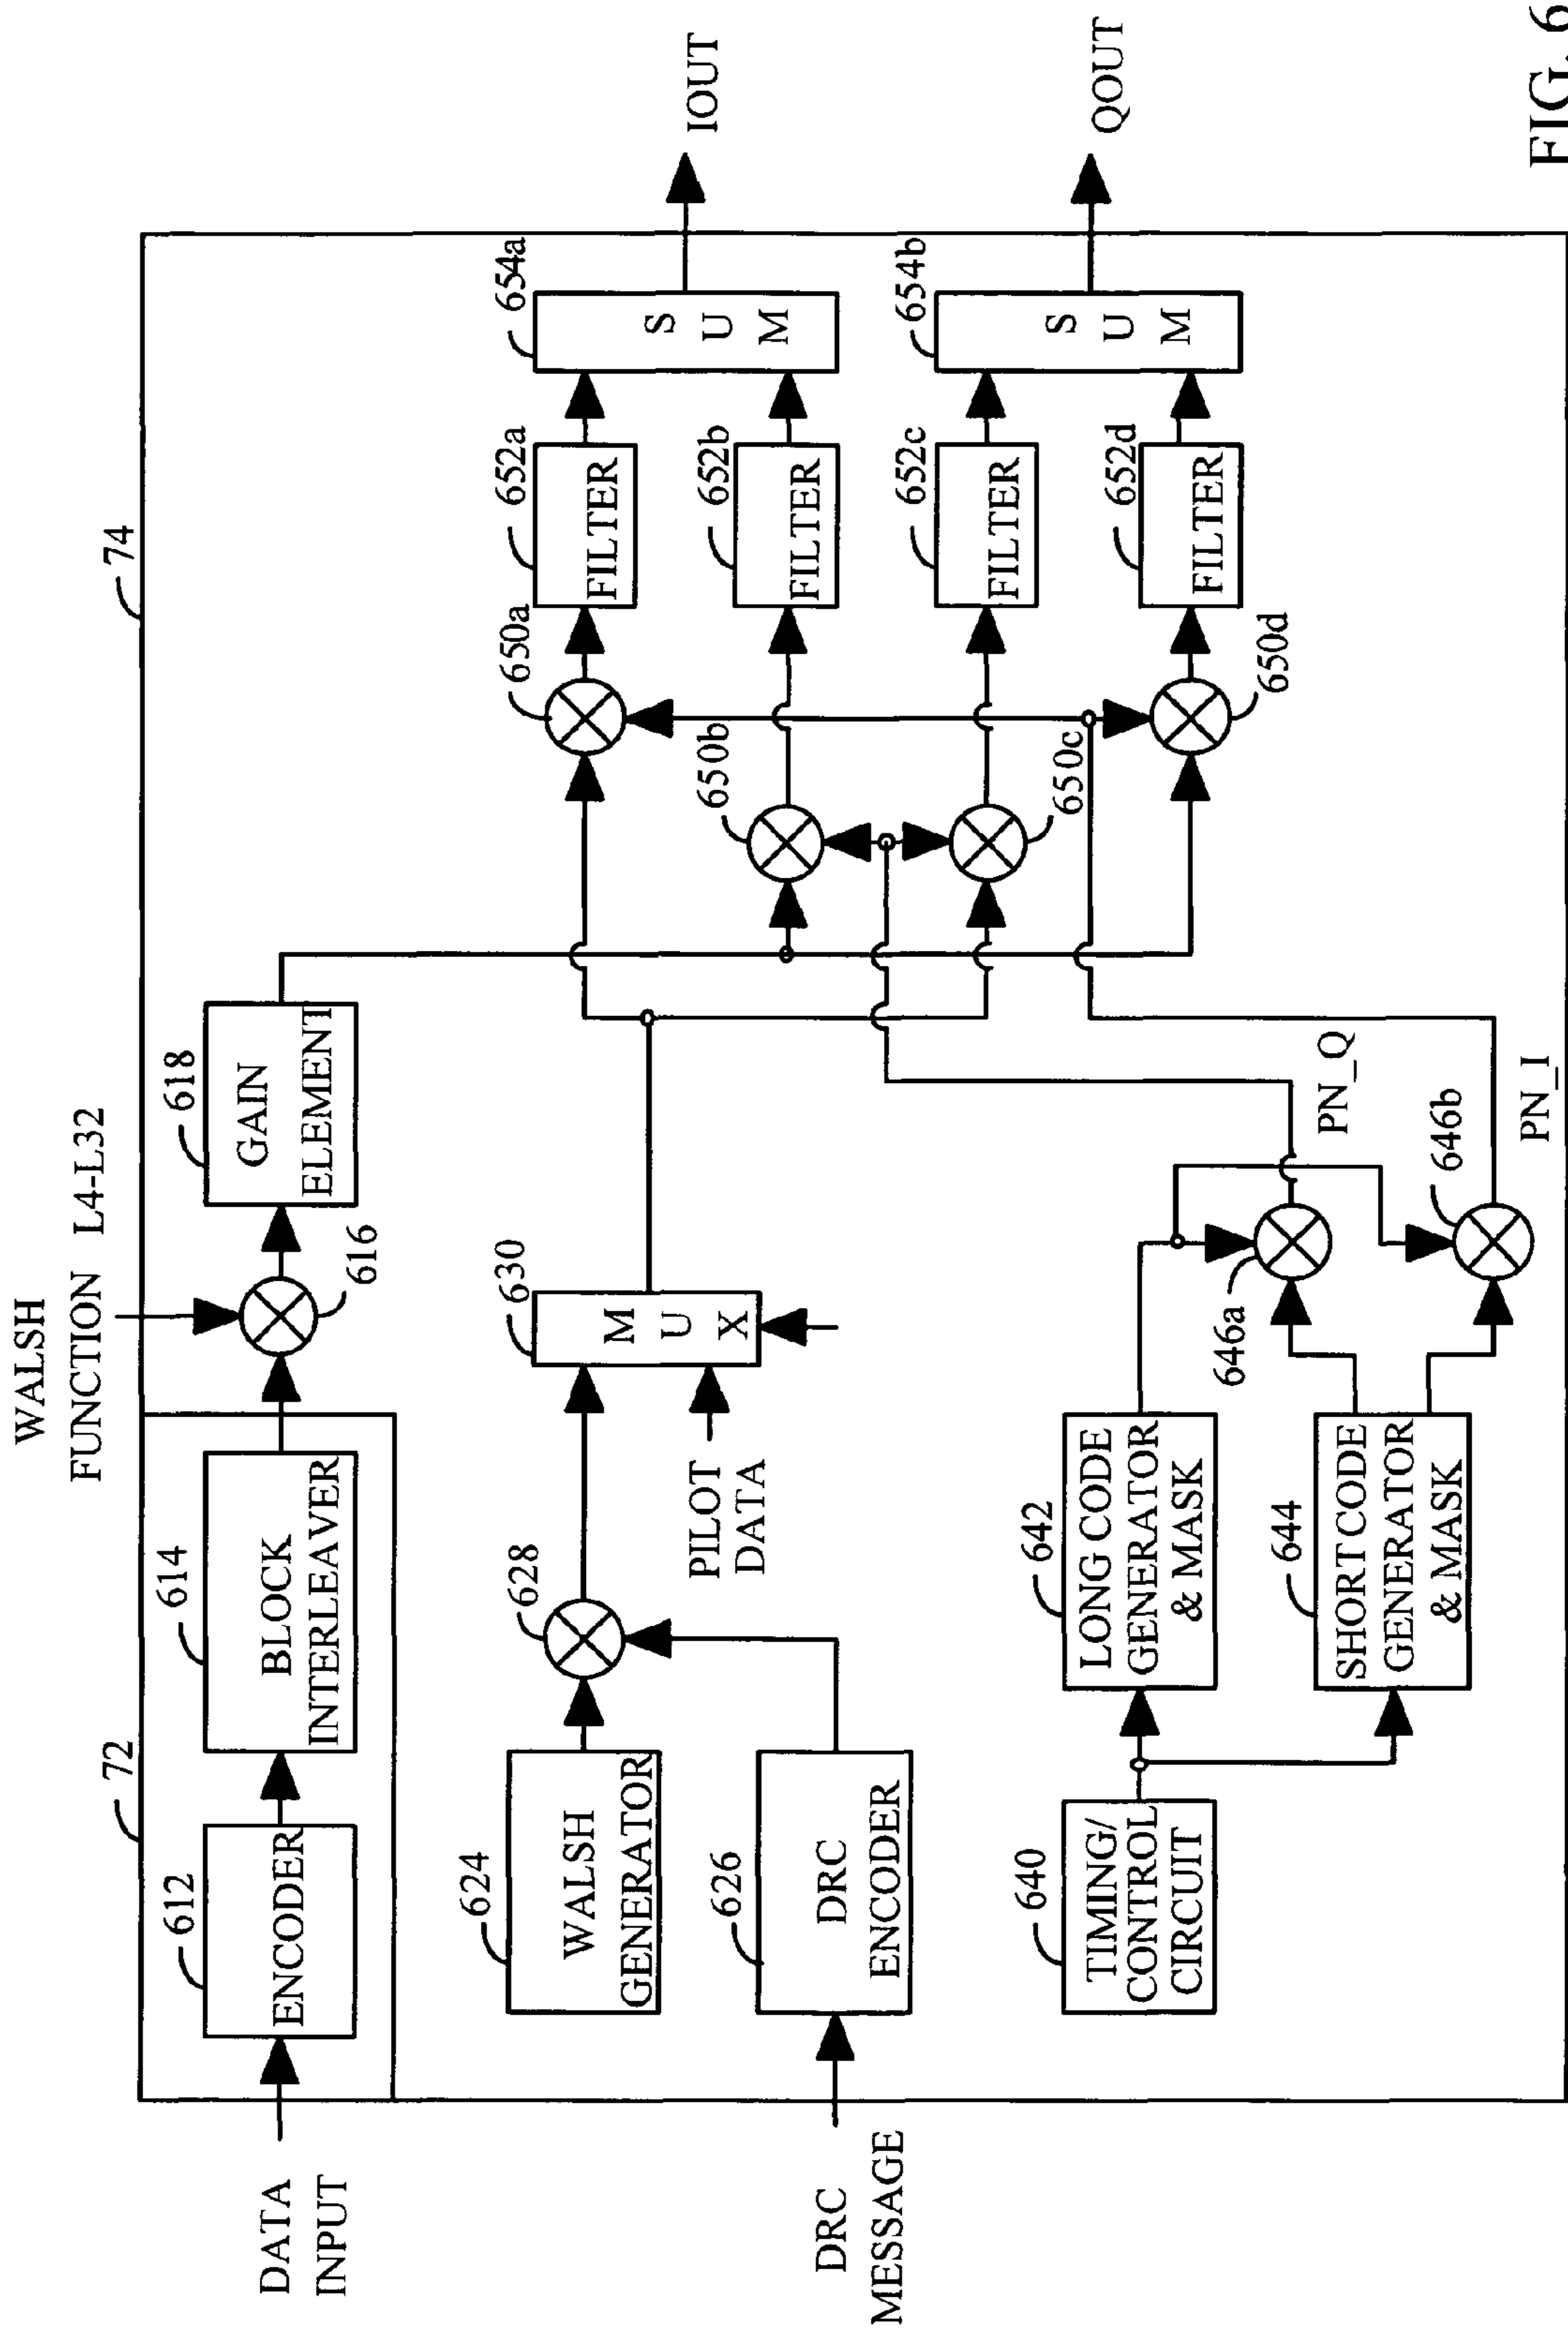 WALSH
FUNCTION L4-L32
72
74
612
ENCODER
614
BLOCK
INTERLEAVER
616
618
GAIN
ELEMENT
DATA
INPUT
624
WALSH
GENERATOR
628
630
M
U
X
626
DRC
ENCODER
PILOT
DATA
DRC
MESSAGE
640
TIMING/
CONTROL
CIRCUIT
642
LONG CODE
GENERATOR
& MASK
644
SHORT CODE
GENERATOR
& MASK
646a
646b
PN_Q
PN_I
650a
650b
650c
650d
652a
FILTER
652b
FILTER
652c
FILTER
652d
FILTER
654a
S
U
M
654b
S
U
M
IOUT
QOUT
FIG. 6